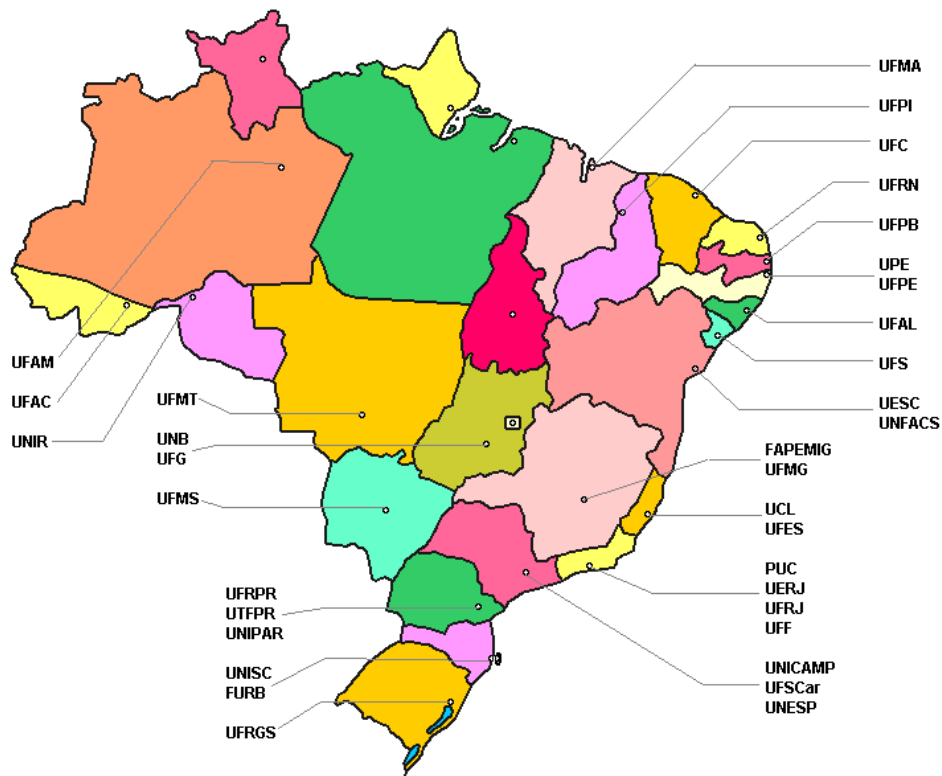 UFMA
UFPI
UFC
UFRN
UFPB
UPE
UFPE
UFAL
UFS
UFAM
UFAC
UNIR
UFMT
UNB
UFG
UFMS
UESC
UNFACS
FAPEMIG
UFMG
UCL
UFES
PUC
UERJ
UFRJ
UFF
UFRPR
UTFPR
UNIPAR
UNISC
FURB
UFRGS
UNICAMP
UFSCar
UNESP